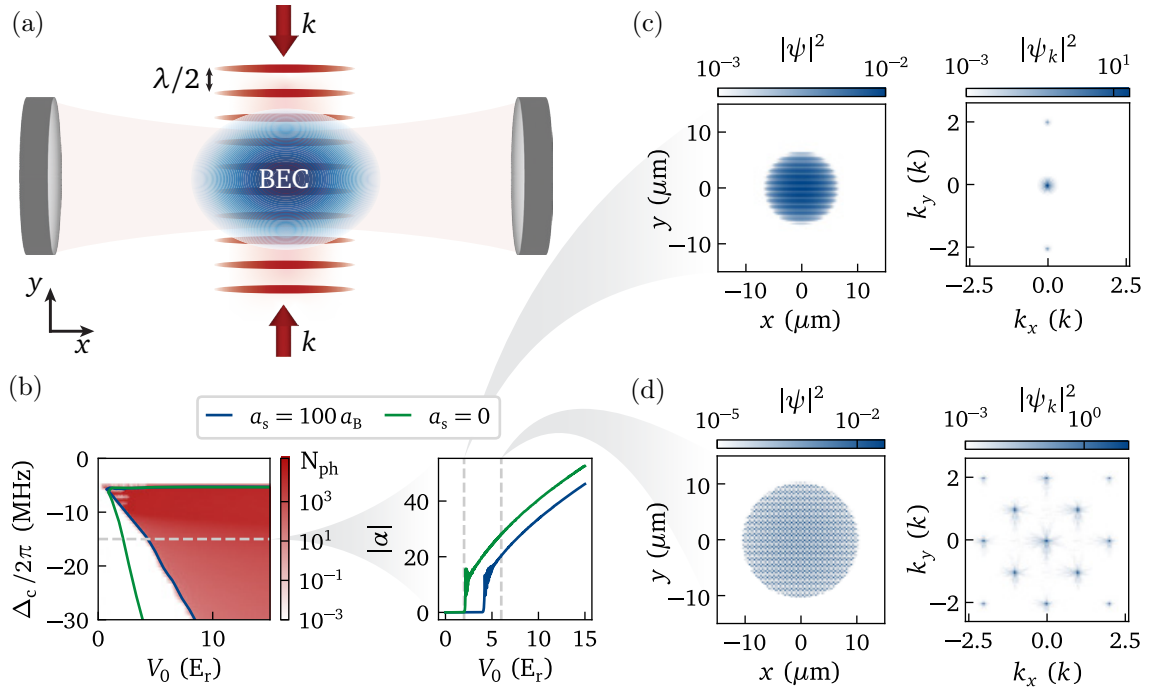 (a)
k
λ/2
BEC
y
x
k
(b)
a_s = 100 a_B
a_s = 0
N_ph
Δ_c/2π (MHz)
0
−10
−20
−30
10^3
10^1
10^−1
10^−3
0
10
V_0 (E_r)
|α|
40
20
0
0
5
10
15
V_0 (E_r)
(c)
|ψ|^2
10^−3
10^−2
y (μm)
10
0
−10
−10
0
10
x (μm)
|ψ_k|^2
10^−3
10^1
k_y (k)
2
0
−2
−2.5
0.0
2.5
k_x (k)
(d)
|ψ|^2
10^−5
10^−2
y (μm)
10
0
−10
−10
0
10
x (μm)
|ψ_k|^2
10^−3
10^0
k_y (k)
2
0
−2
−2.5
0.0
2.5
k_x (k)